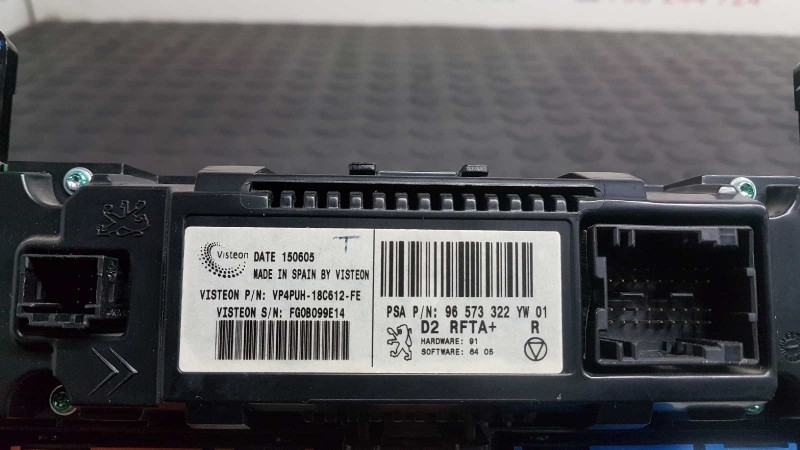 Visteon
DATE 150605
T
MADE IN SPAIN BY VISTEON
VISTEON P/N: VP4PUH-18C612-FE
VISTEON S/N: FG0B099E14
PSA P/N: 96 573 322 YW 01
D2 RFTA+ R
HARDWARE: 91
SOFTWARE: 64 05